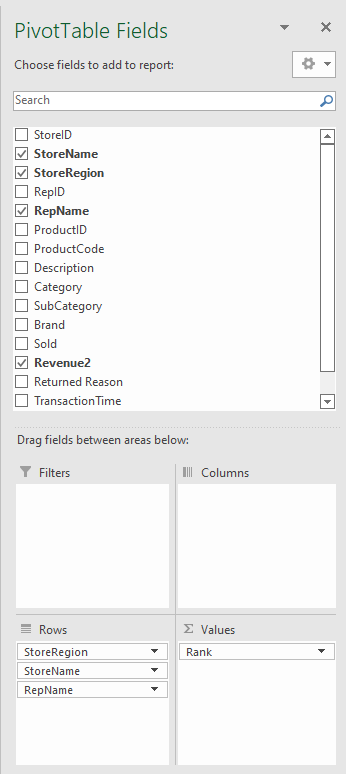 PivotTable Fields
Choose fields to add to report:
Search
StoreID
StoreName
StoreRegion
RepID
RepName
ProductID
ProductCode
Description
Category
SubCategory
Brand
Sold
Revenue2
Returned Reason
TransactionTime
Drag fields between areas below:
Filters
Columns
Rows
Values
StoreRegion
Rank
StoreName
RepName